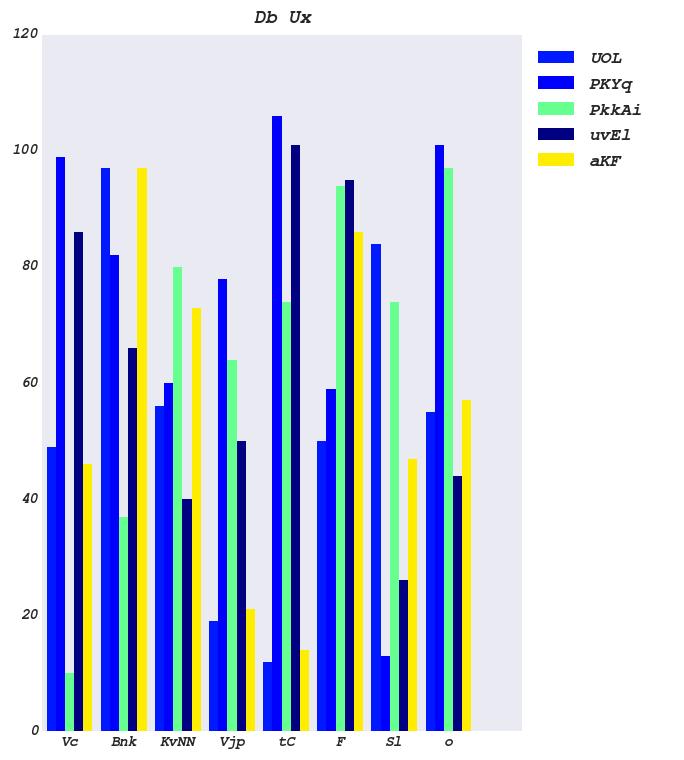 Db Ux
120
100
80
60
40
20
0
Vc Bnk KvNN Vjp tC F Sl o
UOL
PKYq
PkkAi
uvEl
aKF